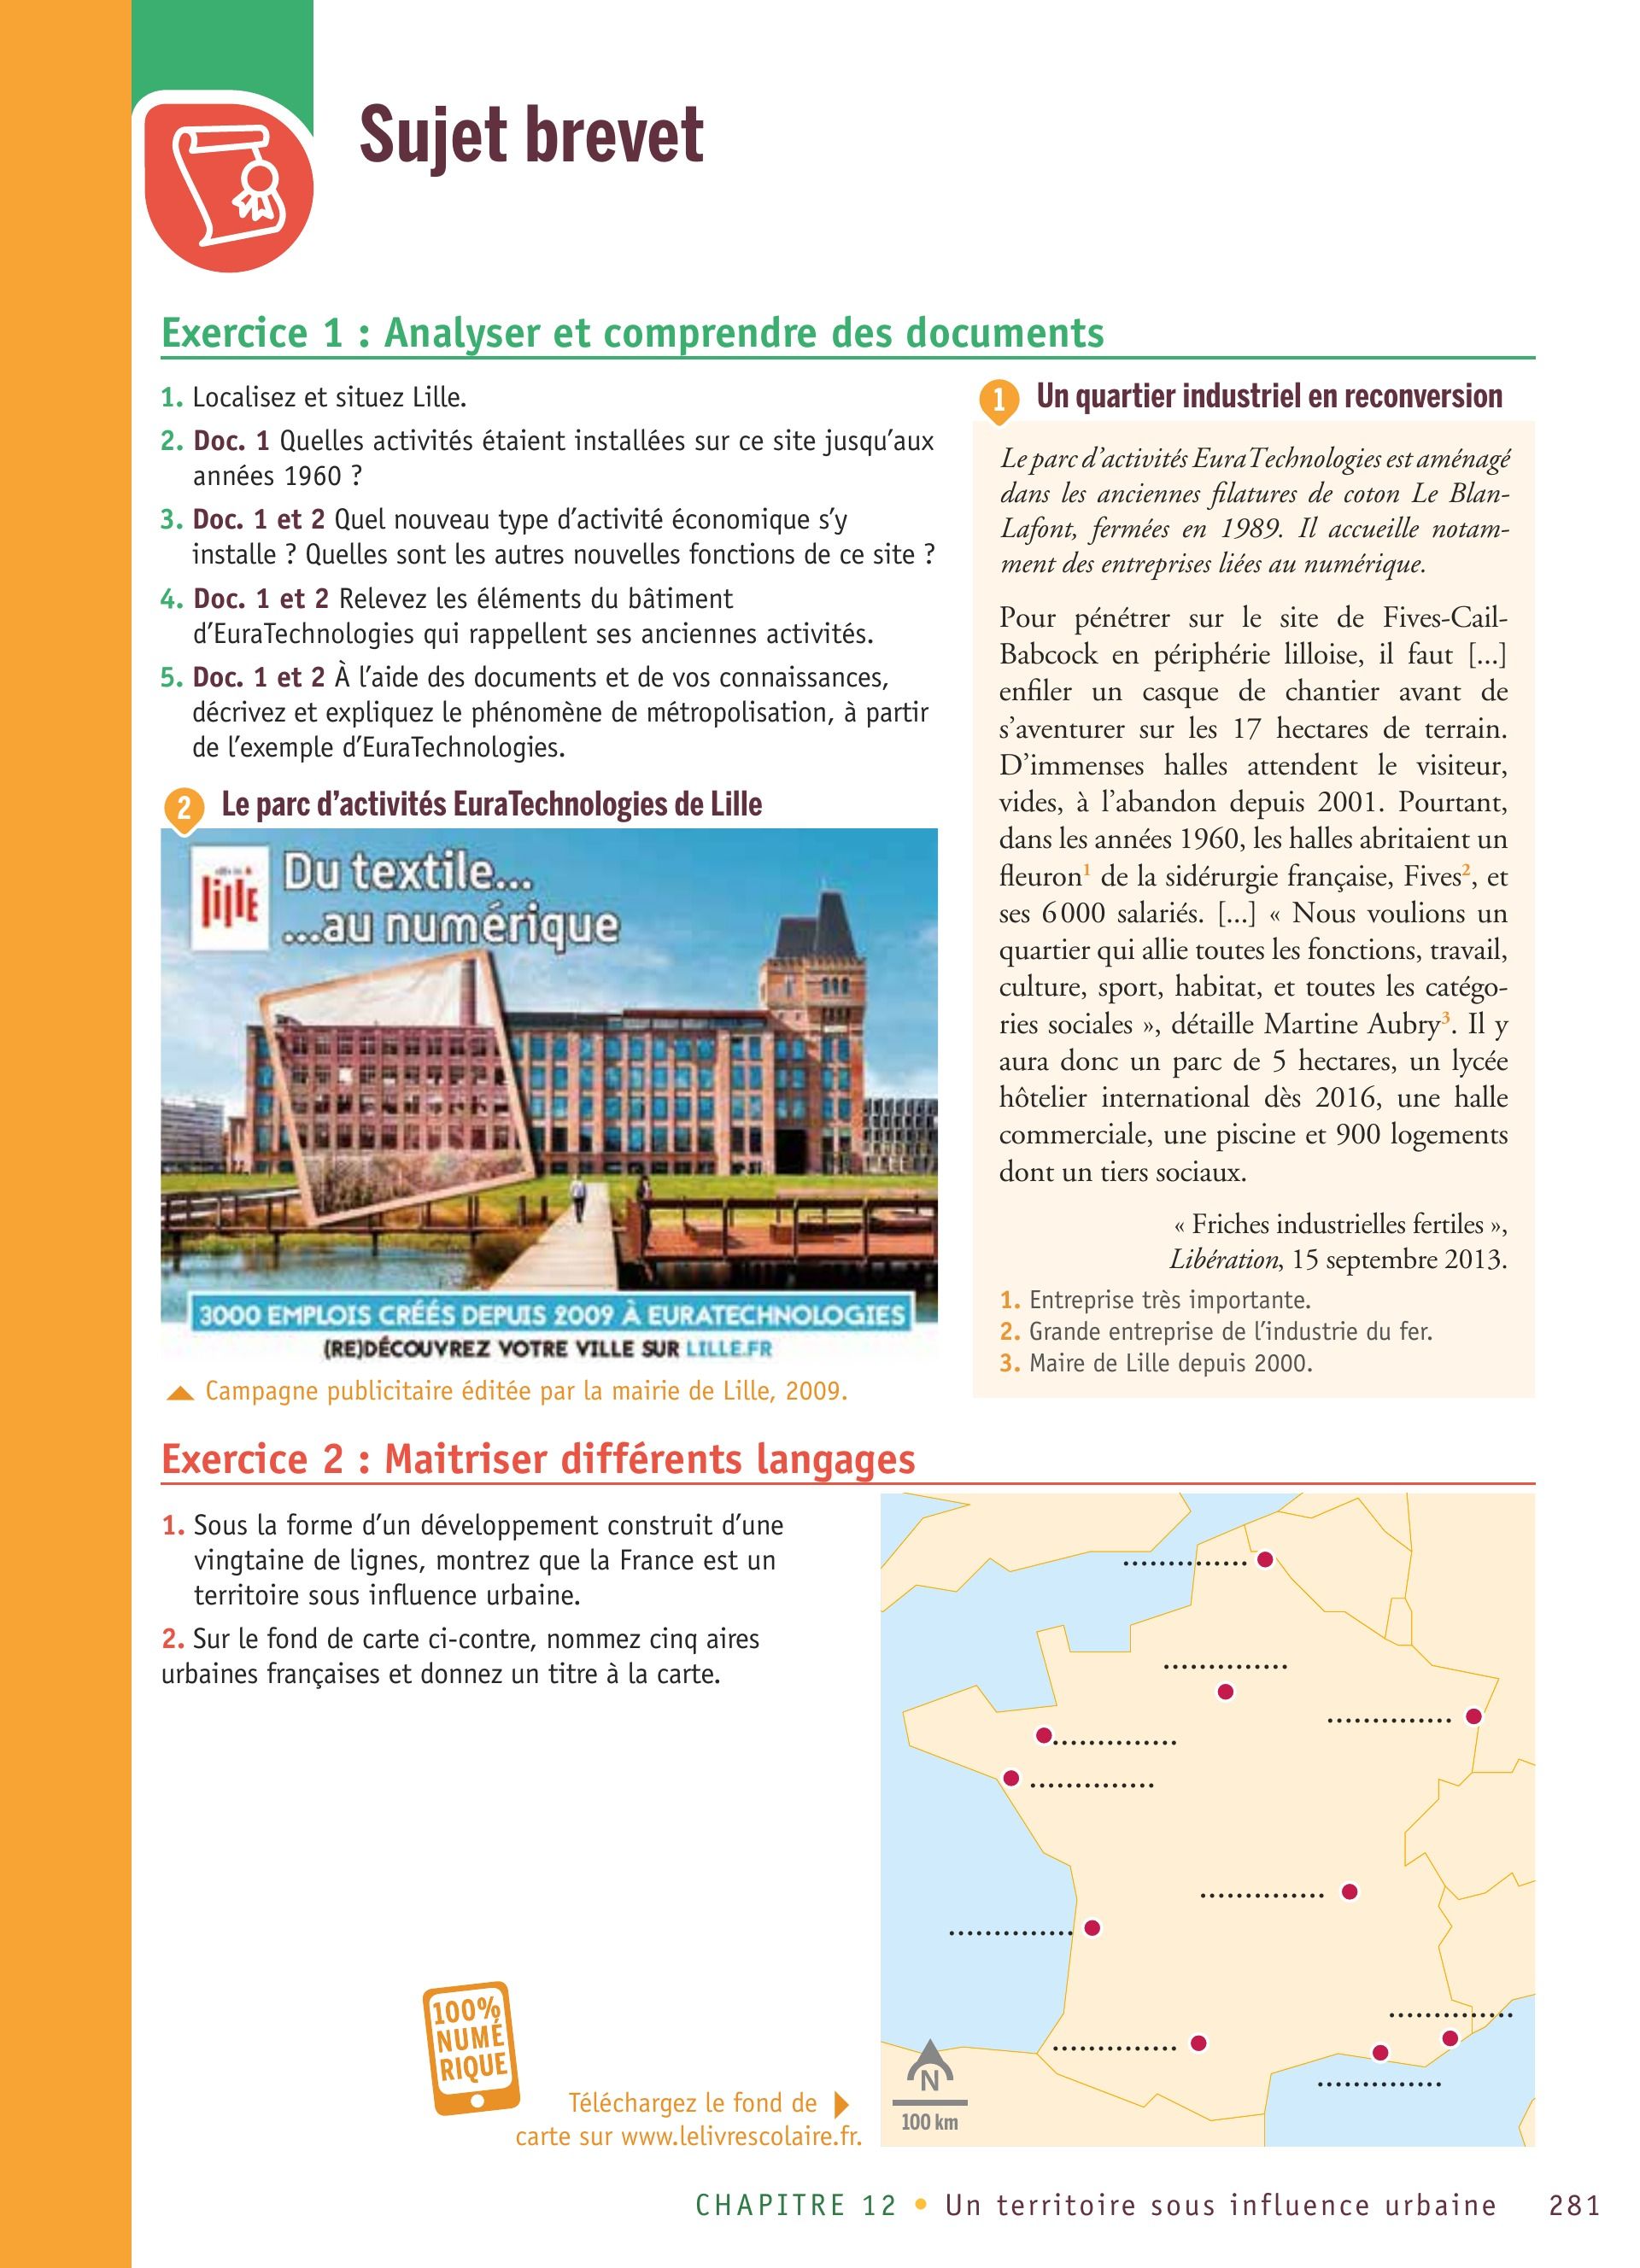 Sujet brevet
Exercice 1 : Analyser et comprendre des documents
1. Localisez et situez Lille.
2. Doc. 1 Quelles activités étaient installées sur ce site jusqu'aux
années 1960 ?
3. Doc. 1 et 2 Quel nouveau type d'activité économique s'y
installe ? Quelles sont les autres nouvelles fonctions de ce site ?
4. Doc. 1 et 2 Relevez les éléments du bâtiment
d'EuraTechnologies qui rappellent ses anciennes activités.
5. Doc. 1 et 2 À l'aide des documents et de vos connaissances,
décrivez et expliquez le phénomène de métropolisation, à partir
de l'exemple d'EuraTechnologies.
2 Le parc d'activités EuraTechnologies de Lille
lille
Du textile...
...au numérique
3000 EMPLOIS CRÉÉS DEPUIS 2009 À EURATECHNOLOGIES
(RE)DÉCOUVREZ VOTRE VILLE SUR LILLE.FR
Campagne publicitaire éditée par la mairie de Lille, 2009.
1 Un quartier industriel en reconversion
Le parc d'activités EuraTechnologies est aménagé
dans les anciennes filatures de coton Le Blan-
Lafont, fermées en 1989. Il accueille notam-
ment des entreprises liées au numérique.
Pour pénétrer sur le site de Fives-Cail-
Babcock en périphérie lilloise, il faut [...]
enfiler un casque de chantier avant de
s'aventurer sur les 17 hectares de terrain.
D'immenses halles attendent le visiteur,
vides, à l'abandon depuis 2001. Pourtant,
dans les années 1960, les halles abritaient un
fleuron1 de la sidérurgie française, Fives2, et
ses 6 000 salariés. [...] « Nous voulions un
quartier qui allie toutes les fonctions, travail,
culture, sport, habitat, et toutes les catégo-
ries sociales », détaille Martine Aubry3. Il y
aura donc un parc de 5 hectares, un lycée
hôtelier international dès 2016, une halle
commerciale, une piscine et 900 logements
dont un tiers sociaux.
« Friches industrielles fertiles »,
Libération, 15 septembre 2013.
1. Entreprise très importante.
2. Grande entreprise de l'industrie du fer.
3. Maire de Lille depuis 2000.
Exercice 2 : Maitriser différents langages
1. Sous la forme d'un développement construit d'une
vingtaine de lignes, montrez que la France est un
territoire sous influence urbaine.
2. Sur le fond de carte ci-contre, nommez cinq aires
urbaines françaises et donnez un titre à la carte.
100%
NUMÉ
RIQUE
Téléchargez le fond de
carte sur www.lelivrescolaire.fr.
N
100 km
CHAPITRE 12 • Un territoire sous influence urbaine 281